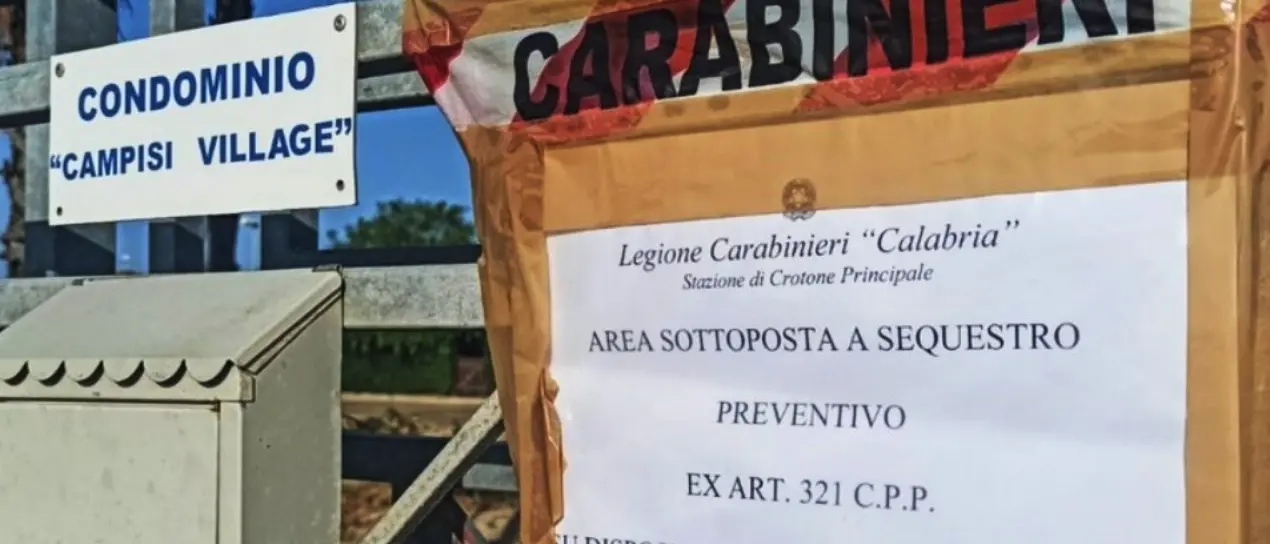 CONDOMINIO
"CAMPISI VILLAGE"
CARABINIERI
Legione Carabinieri "Calabria"
Stazione di Crotone Principale
AREA SOTTOPOSTA A SEQUESTRO
PREVENTIVO
EX ART. 321 C.P.P.